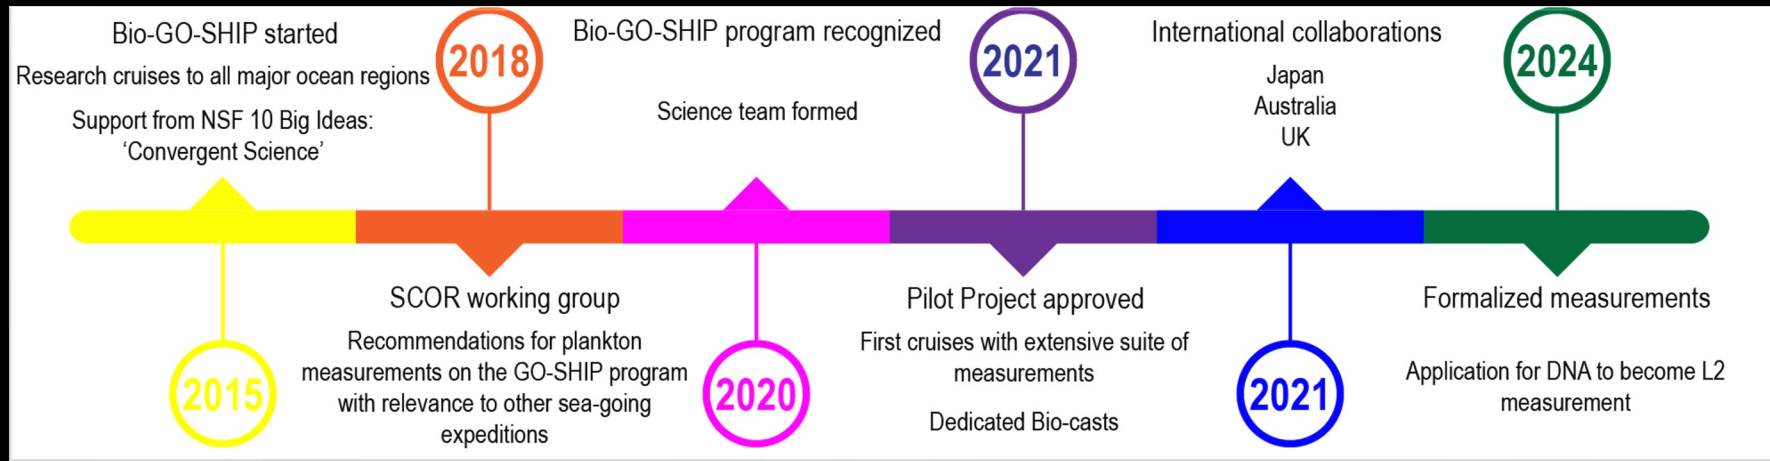 Bio-GO-SHIP started
Research cruises to all major ocean regions
Support from NSF 10 Big Ideas:
‘Convergent Science’
2015
2018
SCOR working group
Recommendations for plankton
measurements on the GO-SHIP program
with relevance to other sea-going
expeditions
Bio-GO-SHIP program recognized
Science team formed
2020
2021
Pilot Project approved
First cruises with extensive suite of
measurements
Dedicated Bio-casts
International collaborations
Japan
Australia
UK
2021
2024
Formalized measurements
Application for DNA to become L2
measurement